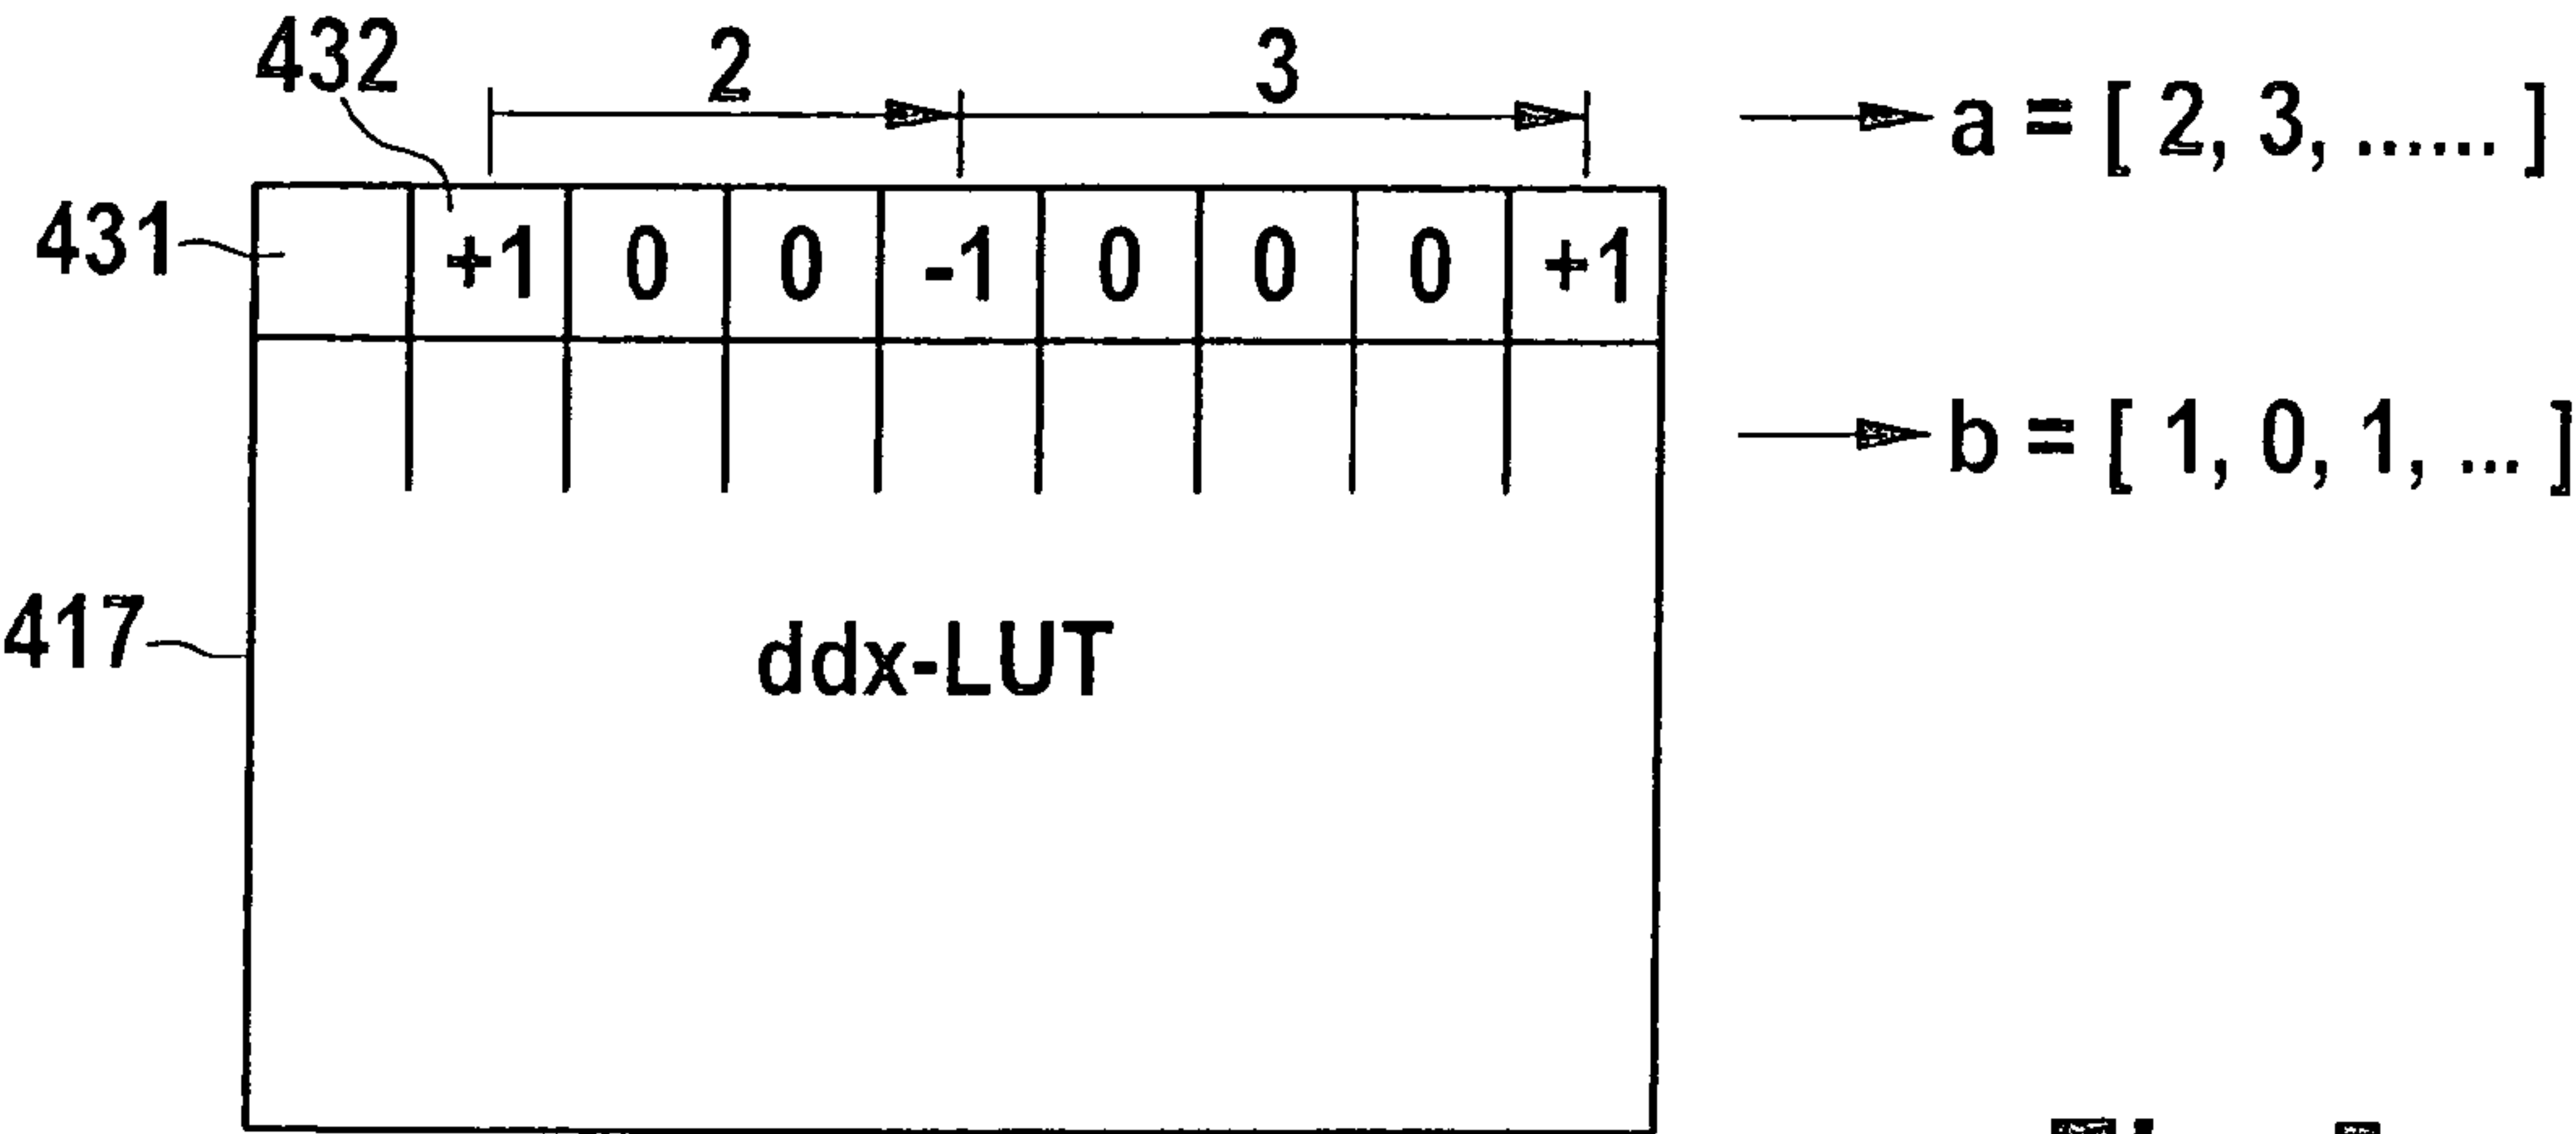 432 2 3 a = [ 2, 3, ...... ]
431 +1 0 0 -1 0 0 0 +1
b = [ 1, 0, 1, ... ]
417 ddx-LUT